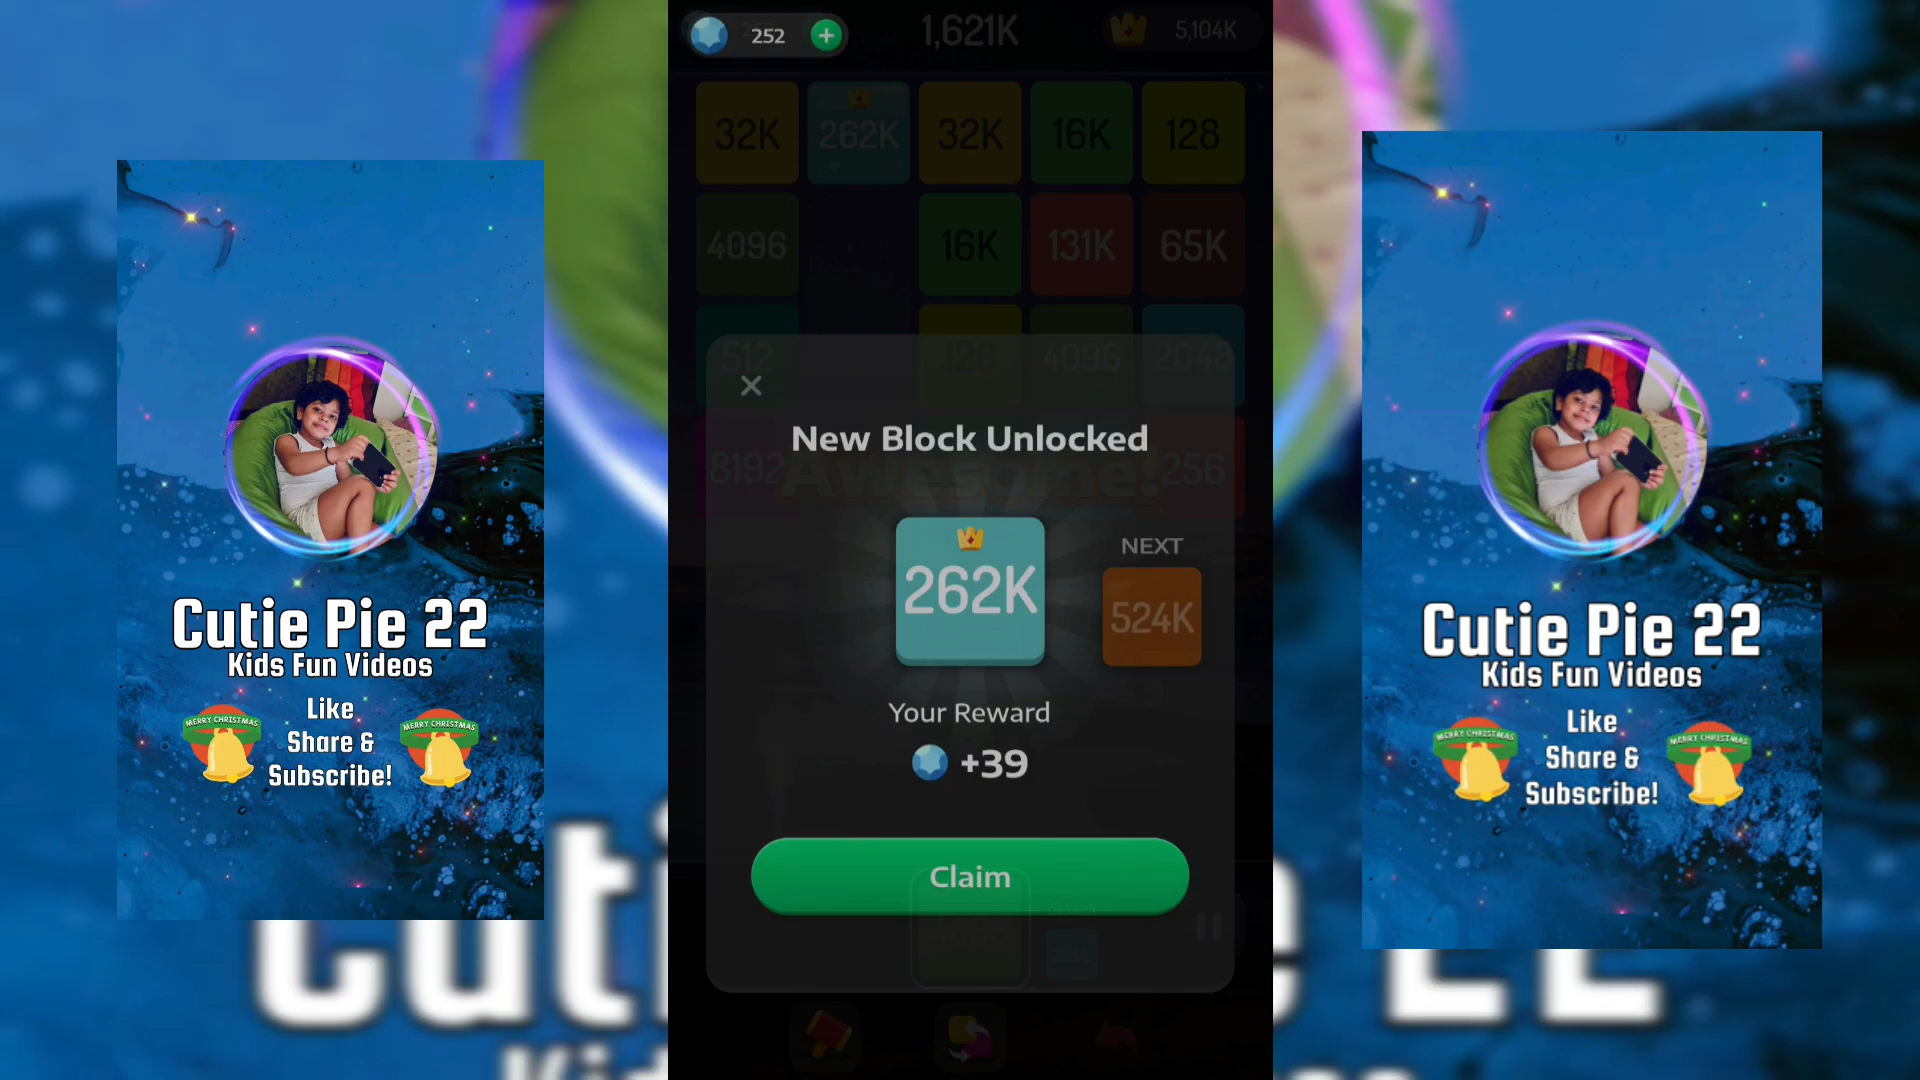 252
1,621K
5,104K
32K
262K
32K
16K
128
4096
16K
131K
65K
512
128
4096
2048
New Block Unlocked
8192
Awesome!
256
262K
NEXT
524K
Your Reward
+39
Claim
Cutie Pie 22
Kids Fun Videos
MERRY CHRISTMAS
Like
Share &
Subscribe!
MERRY CHRISTMAS
Cutie Pie 22
Kids Fun Videos
MERRY CHRISTMAS
Like
Share &
Subscribe!
MERRY CHRISTMAS